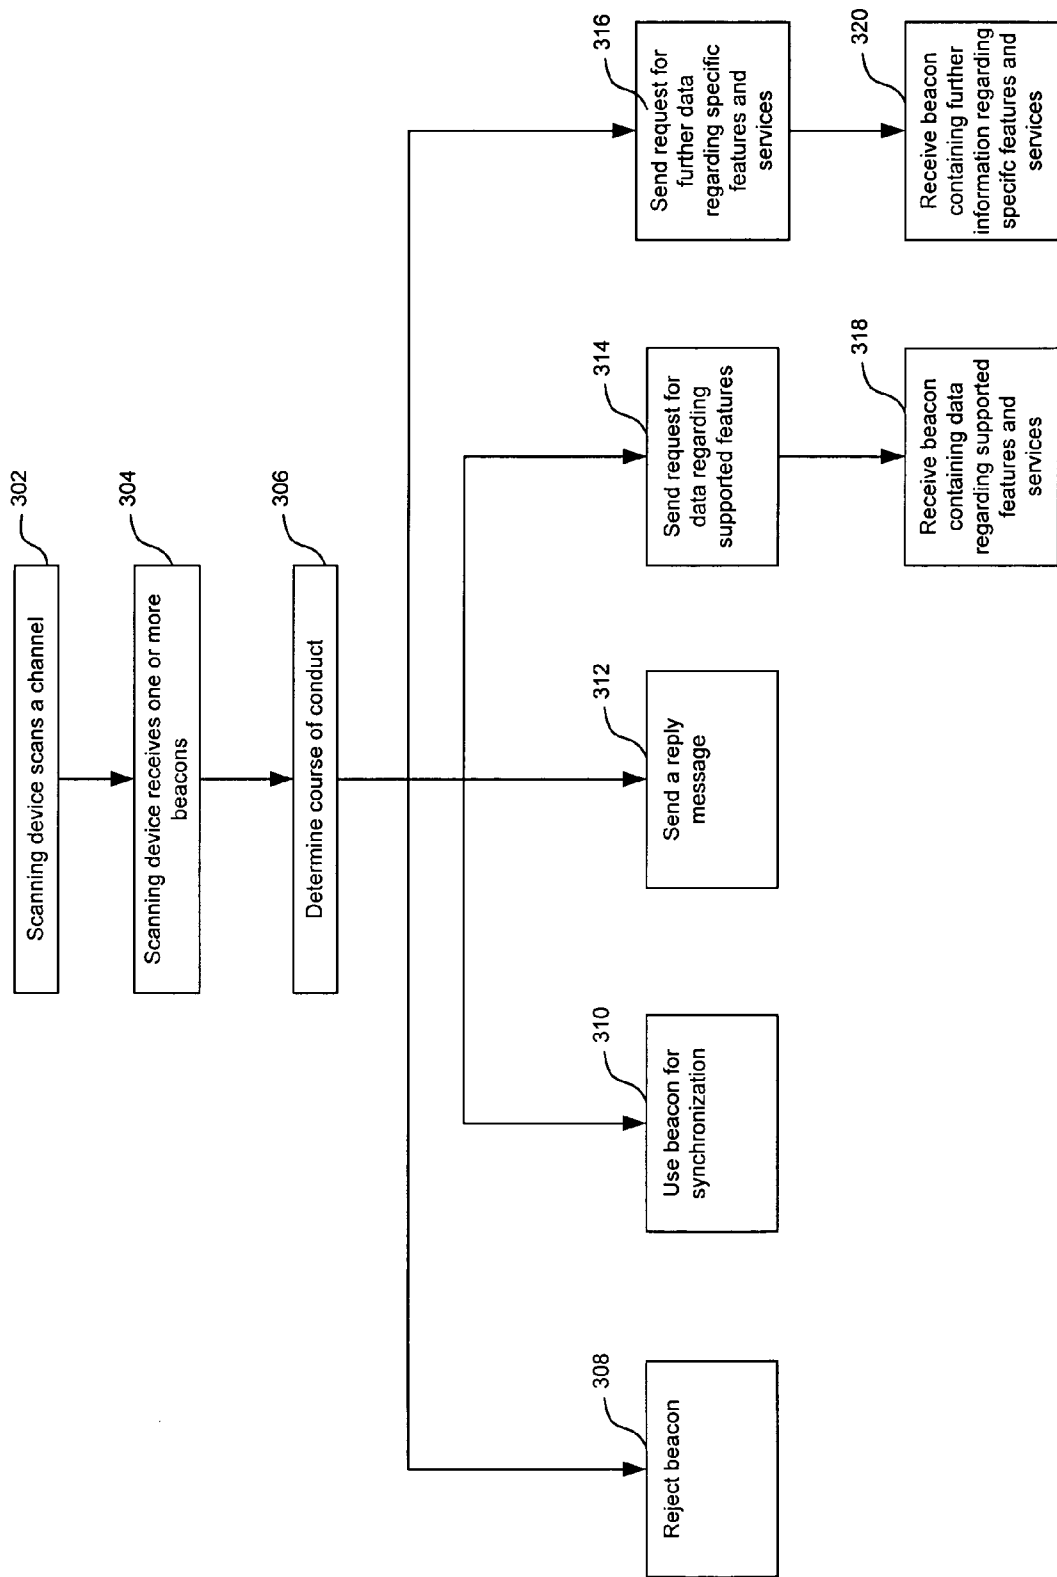 302
Scanning device scans a channel
304
Scanning device receives one or more
beacons
306
Determine course of conduct
308
Reject beacon
310
Use beacon for
synchronization
312
Send a reply
message
314
Send request for
data regarding
supported features
316
Send request for
further data
regarding specific
features and
services
318
Receive beacon
containing data
regarding supported
features and
services
320
Receive beacon
containing further
information regarding
specifc features and
services